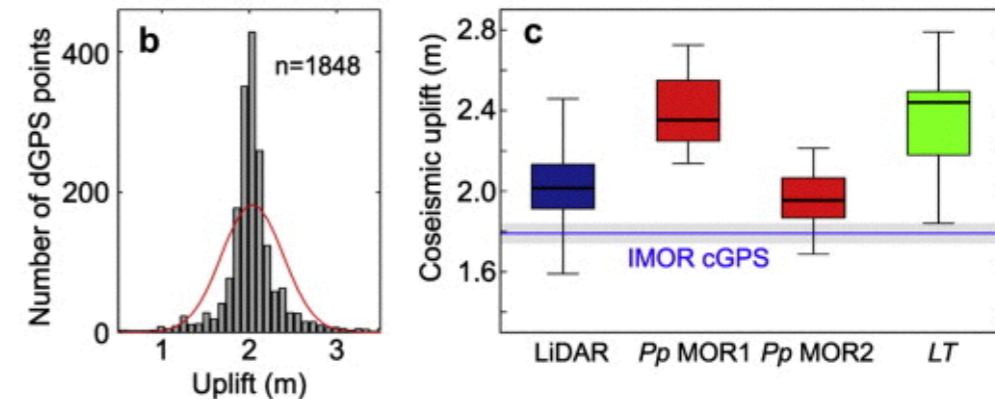 b
n=1848
Number of dGPS points
400
200
0
1 2 3
Uplift (m)
c
Coseismic uplift (m)
2.8
2.4
2.0
1.6
IMOR cGPS
LiDAR Pp MOR1 Pp MOR2 LT